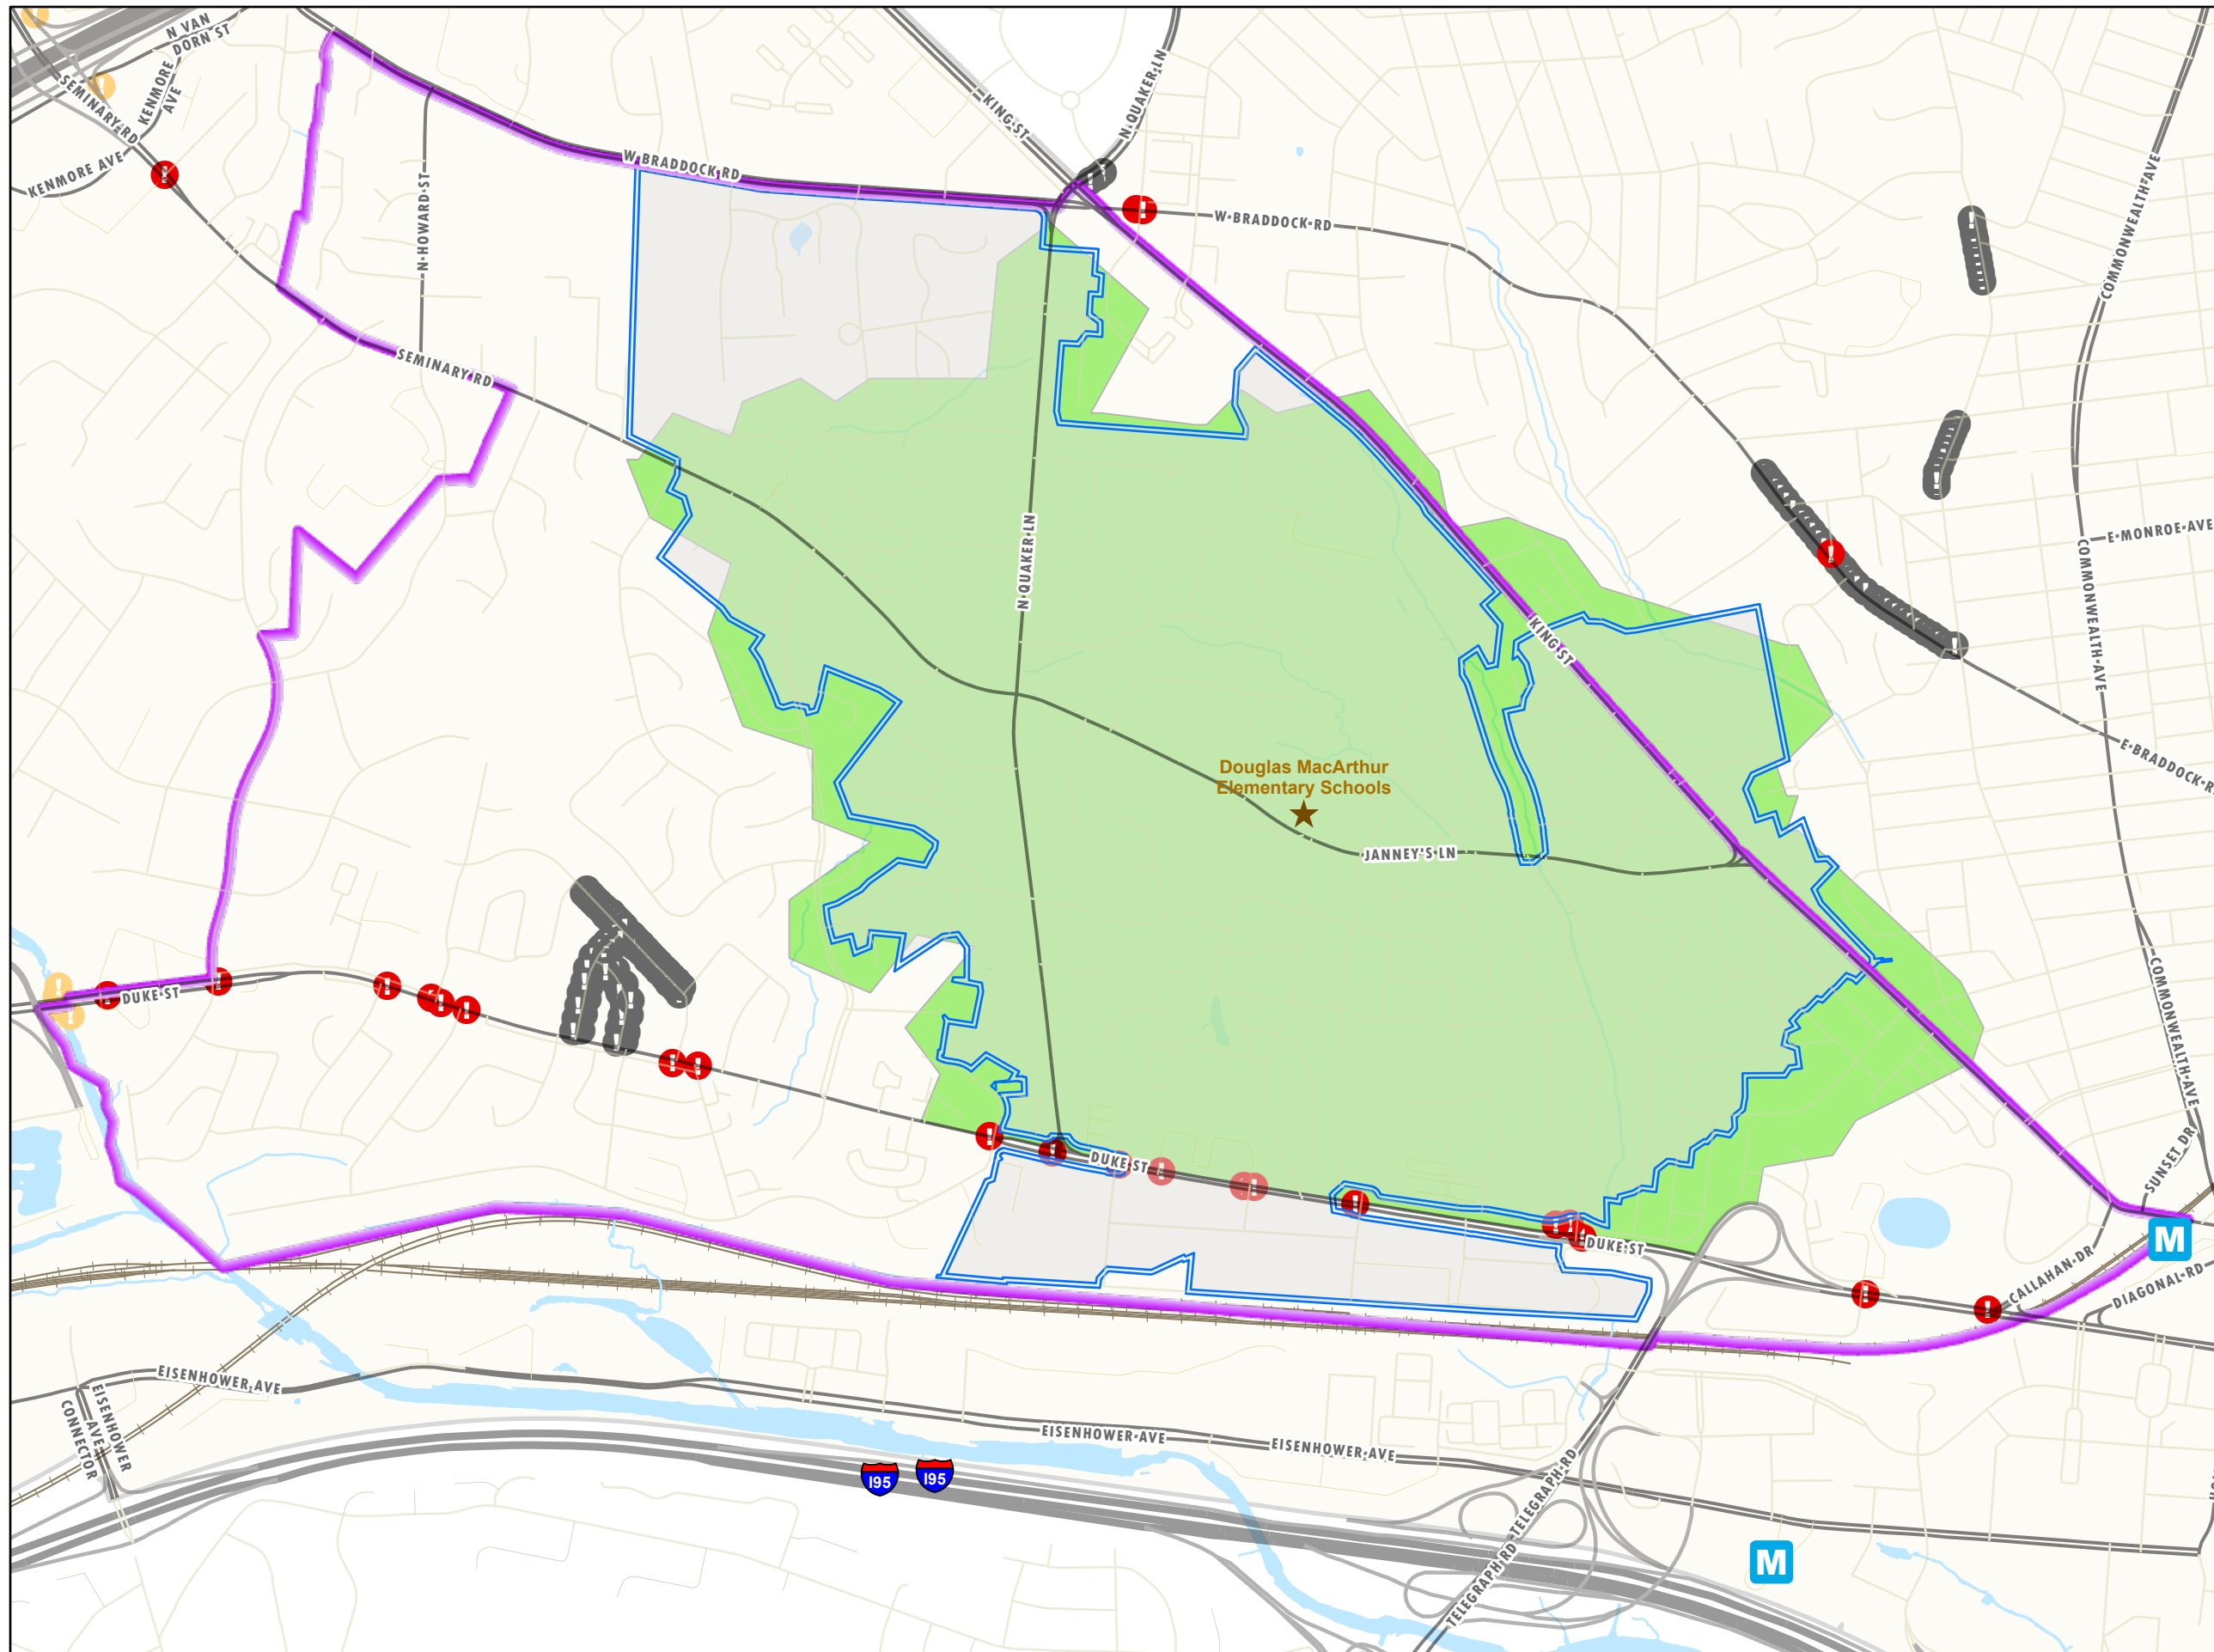 N VAN
DORN ST
KENMORE
AVE
SEMINARY RD
KENMORE AVE
N HOWARD ST
W BRADDOCK RD
KING ST
N QUAKER LN
W BRADDOCK RD
COMMONWEALTH AVE
SEMINARY RD
N QUAKER LN
E MONROE AVE
COMMONWEALTH AVE
KING ST
E BRADDOCK R
Douglas MacArthur
Elementary Schools
JANNEY'S LN
COMMONWEALTH AVE
DUKE ST
DUKE ST
DUKE ST
SUNSET DR
M
CALLAHAN DR
DIAGONAL RD
EISENHOWER AVE
EISENHOWER
AVE
CONNECTOR
EISENHOWER AVE
EISENHOWER AVE
I95
I95
TELEGRAPH RD
TELEGRAPH RD
M